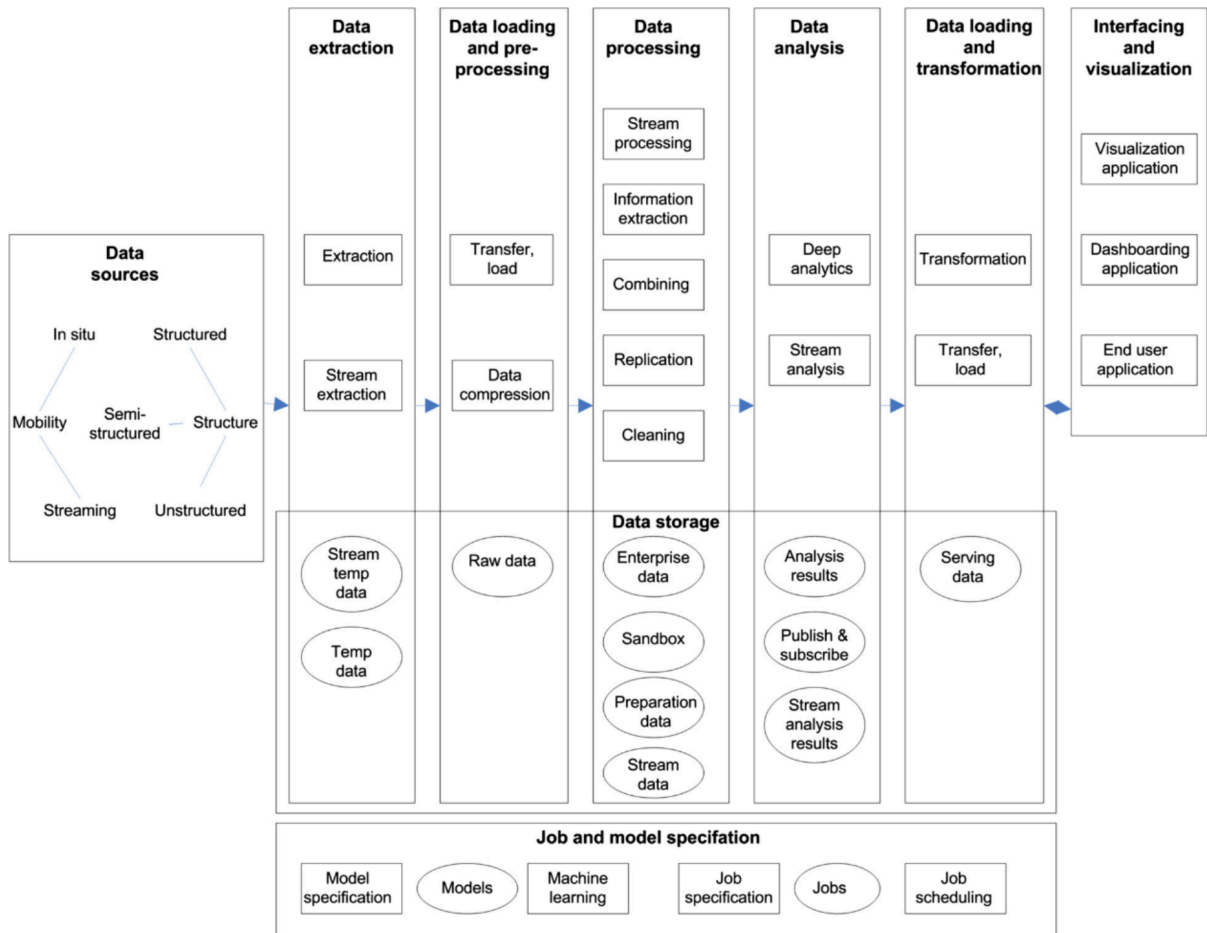 Data
extraction
Data loading
and pre-
processing
Data
processing
Data
analysis
Data loading
and
transformation
Interfacing
and
visualization
Stream
processing
Visualization
application
Information
extraction
Data
sources
Extraction
Transfer,
load
Deep
analytics
Transformation
Dashboarding
application
Combining
In situ
Structured
Stream
extraction
Data
compression
Replication
Stream
analysis
Transfer,
load
End user
application
Mobility
Semi-
structured
Structure
Cleaning
Streaming
Unstructured
Data storage
Stream
temp
data
Raw data
Enterprise
data
Analysis
results
Serving
data
Temp
data
Sandbox
Publish &
subscribe
Preparation
data
Stream
analysis
results
Stream
data
Job and model specifation
Model
specification
Models
Machine
learning
Job
specification
Jobs
Job
scheduling